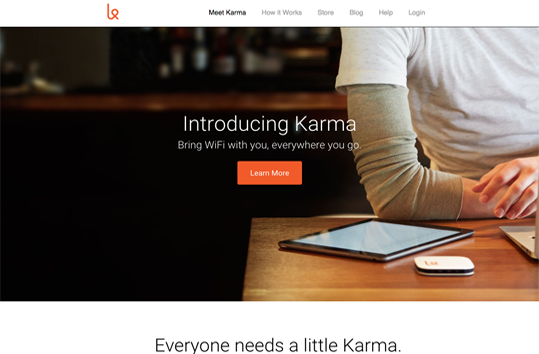 Meet Karma How it Works Store Blog Help Login
Introducing Karma
Bring WiFi with you, everywhere you go.
Learn More
Everyone needs a little Karma.